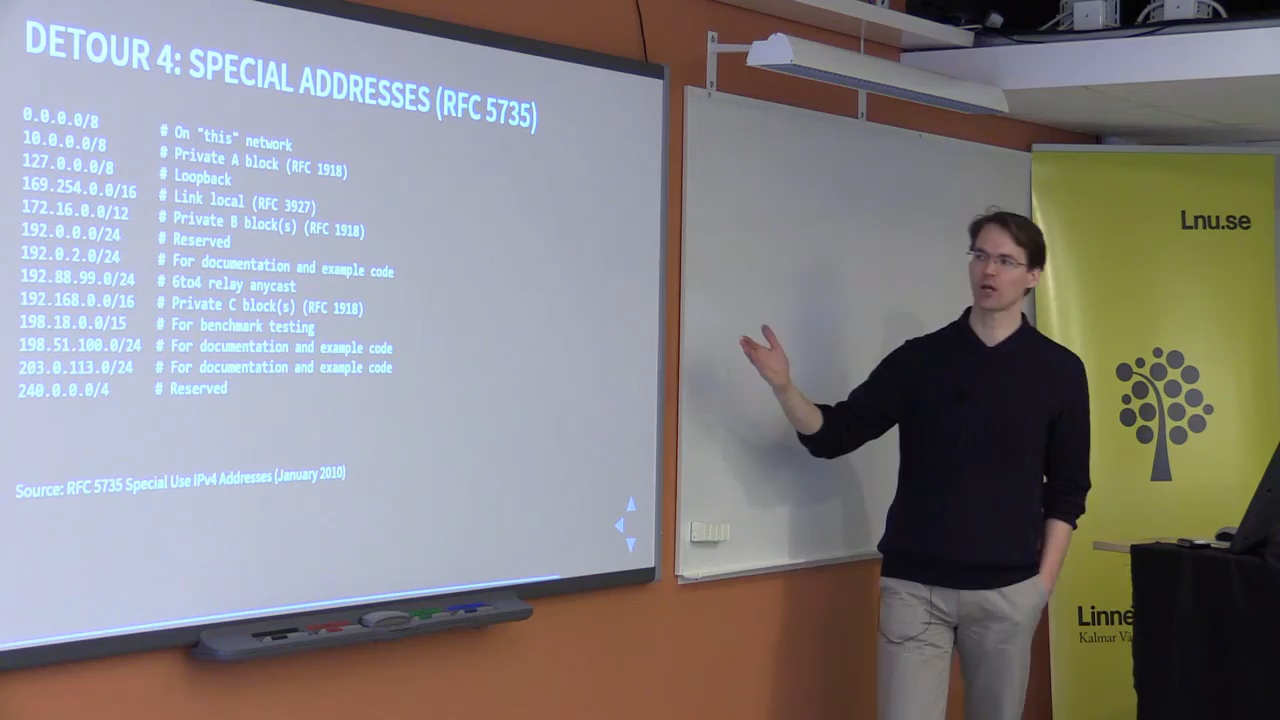 DETOUR 4: SPECIAL ADDRESSES (RFC 5735)
0.0.0.0/8 # On "this" network
10.0.0.0/8 # Private A block (RFC 1918)
127.0.0.0/8 # Loopback
169.254.0.0/16 # Link local (RFC 3927)
172.16.0.0/12 # Private B block(s) (RFC 1918)
192.0.0.0/24 # Reserved
192.0.2.0/24 # For documentation and example code
192.88.99.0/24 # 6to4 relay anycast
192.168.0.0/16 # Private C block(s) (RFC 1918)
198.18.0.0/15 # For benchmark testing
198.51.100.0/24 # For documentation and example code
203.0.113.0/24 # For documentation and example code
240.0.0.0/4 # Reserved
Source: RFC 5735 Special Use IPv4 Addresses (January 2010)
Lnu.se
Linne
Kalmar Vä